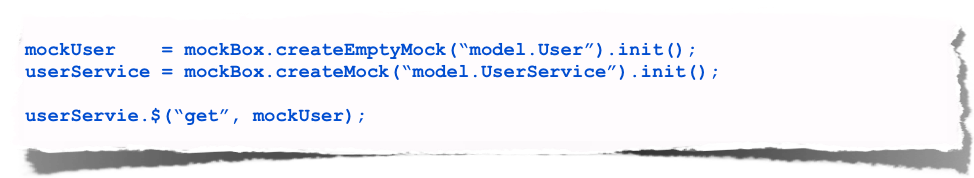 mockUser    = mockBox.createEmptyMock(“model.User”).init();
userService = mockBox.createMock(“model.UserService”).init();
userServie.$(“get”, mockUser);